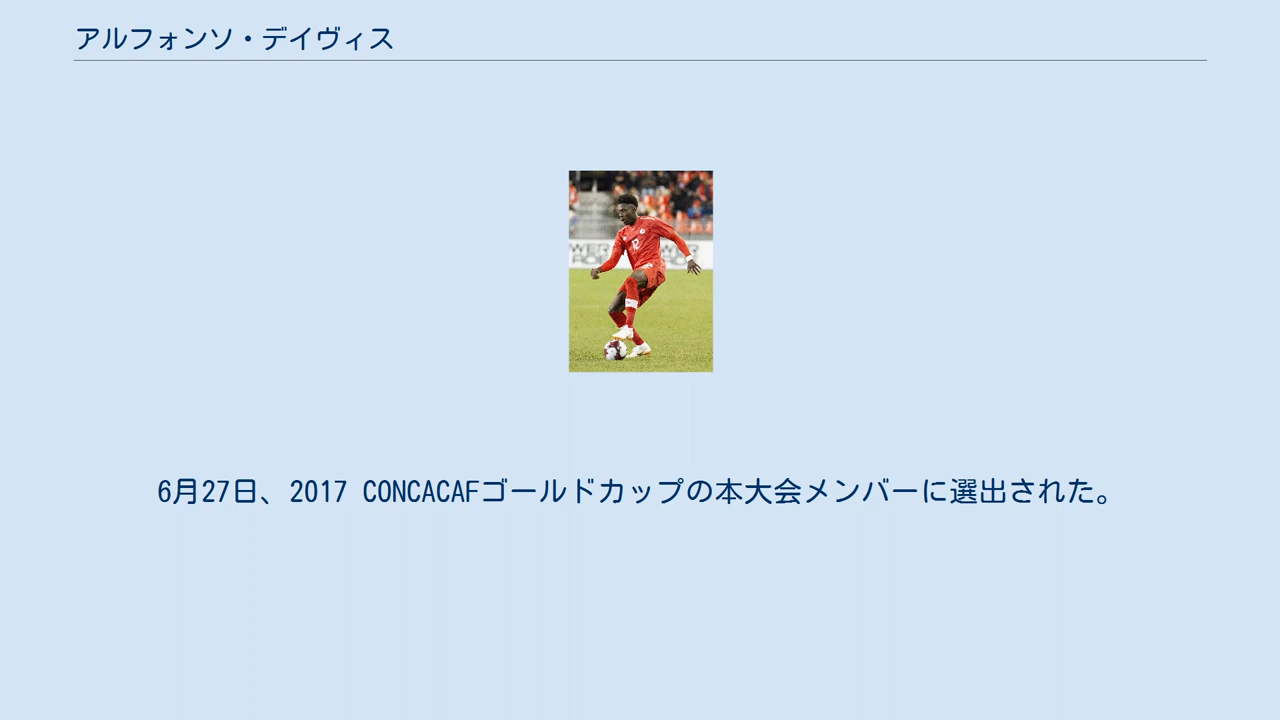 アルフォンソ・デイヴィス
12
6月27日、2017 CONCACAFゴールドカップの本大会メンバーに選出された。